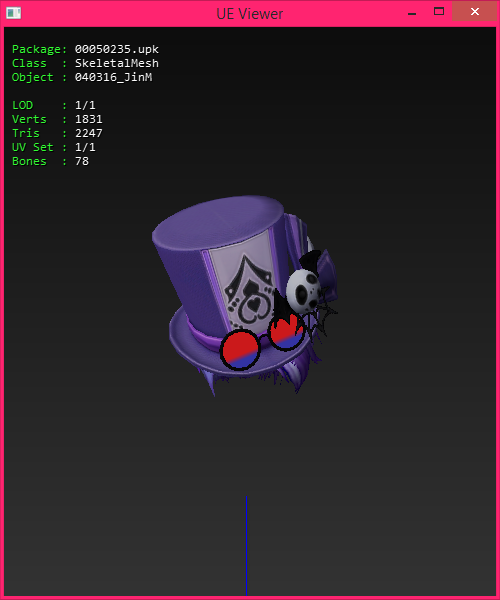 UE Viewer
Package: 00050235.upk
Class : SkeletalMesh
Object : 040316_JinM
LOD : 1/1
Verts : 1831
Tris : 2247
UV Set : 1/1
Bones : 78